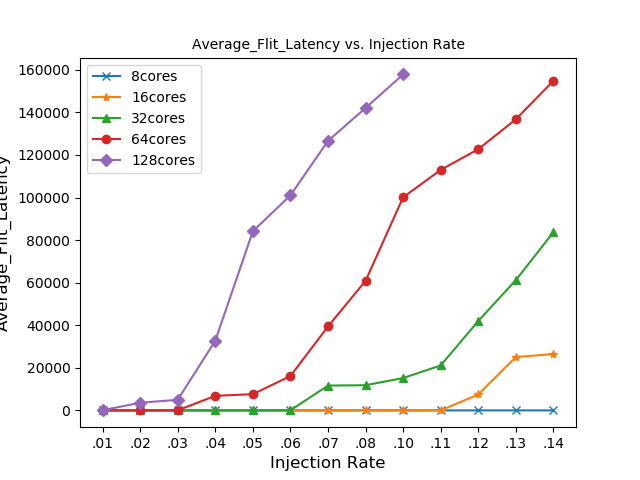 Average_Flit_Latency vs. Injection Rate
8cores
16cores
32cores
64cores
128cores
160000
140000
120000
100000
80000
60000
40000
20000
0
Average_Flit_Latency
.01 .02 .03 .04 .05 .06 .07 .08 .10 .11 .12 .13 .14
Injection Rate